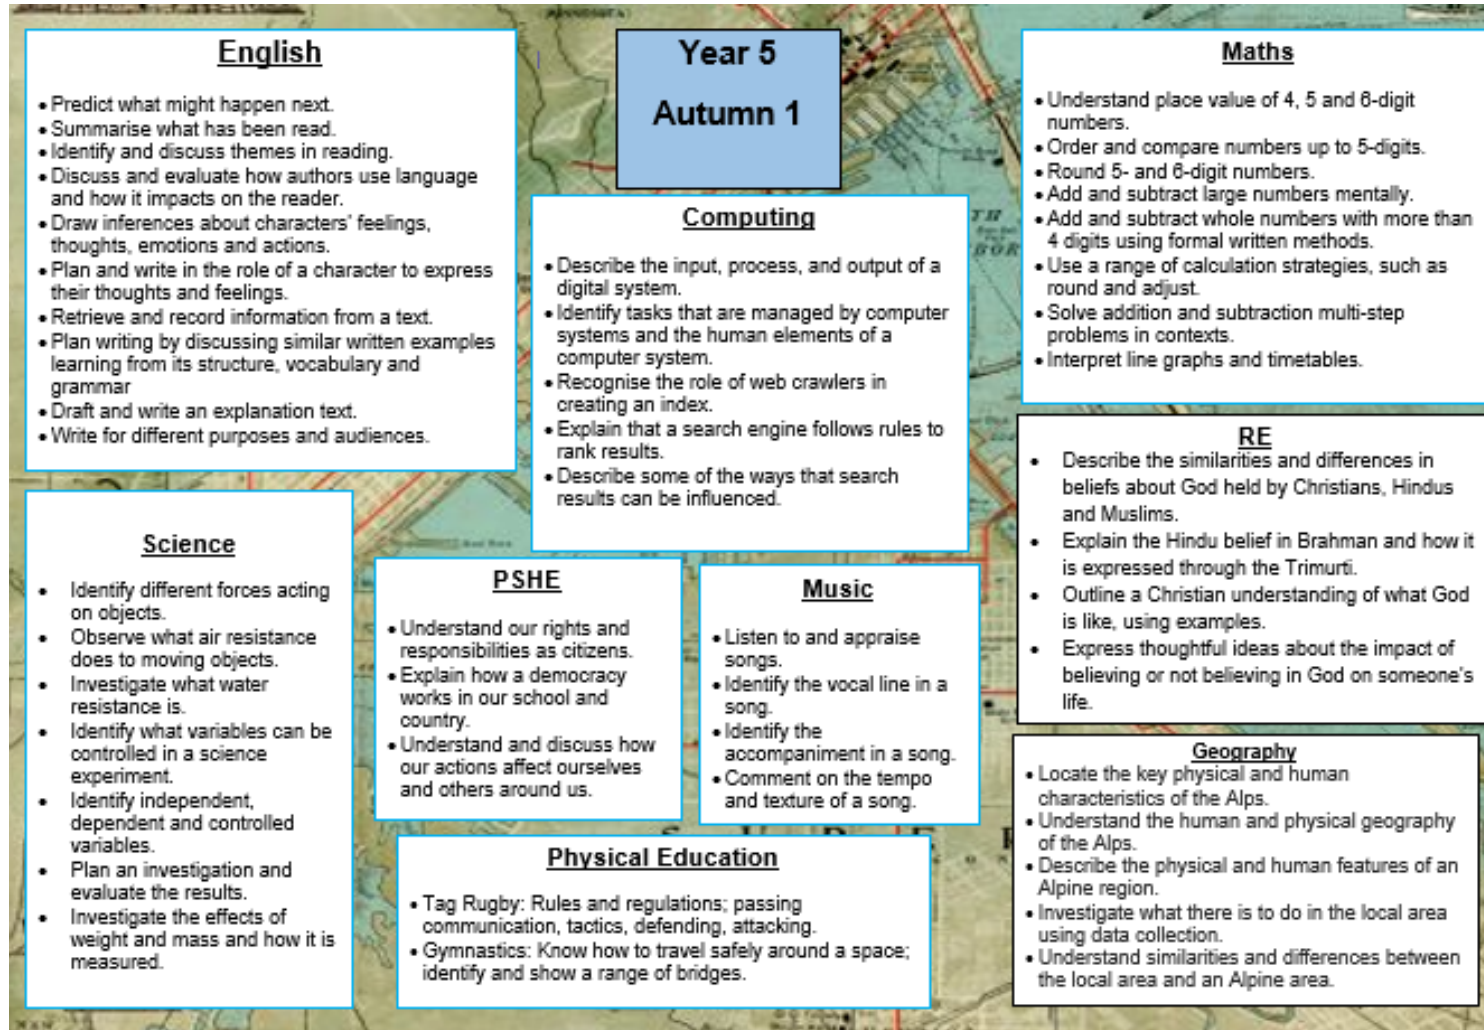 English
• Predict what might happen next.
• Summarise what has been read.
• Identify and discuss themes in reading.
• Discuss and evaluate how authors use language
and how it impacts on the reader.
• Draw inferences about characters' feelings,
thoughts, emotions and actions.
• Plan and write in the role of a character to express
their thoughts and feelings.
• Retrieve and record information from a text.
• Plan writing by discussing similar written examples
learning from its structure, vocabulary and
grammar
• Draft and write an explanation text.
• Write for different purposes and audiences.
Year 5
Autumn 1
Maths
• Understand place value of 4, 5 and 6-digit
numbers.
• Order and compare numbers up to 5-digits.
• Round 5- and 6-digit numbers.
• Add and subtract large numbers mentally.
• Add and subtract whole numbers with more than
4 digits using formal written methods.
• Use a range of calculation strategies, such as
round and adjust.
• Solve addition and subtraction multi-step
problems in contexts.
• Interpret line graphs and timetables.
Computing
• Describe the input, process, and output of a
digital system.
• Identify tasks that are managed by computer
systems and the human elements of a
computer system.
• Recognise the role of web crawlers in
creating an index.
• Explain that a search engine follows rules to
rank results.
• Describe some of the ways that search
results can be influenced.
RE
• Describe the similarities and differences in
beliefs about God held by Christians, Hindus
and Muslims.
• Explain the Hindu belief in Brahman and how it
is expressed through the Trimurti.
• Outline a Christian understanding of what God
is like, using examples.
• Express thoughtful ideas about the impact of
believing or not believing in God on someone's
life.
Science
• Identify different forces acting
on objects.
• Observe what air resistance
does to moving objects.
• Investigate what water
resistance is.
• Identify what variables can be
controlled in a science
experiment.
• Identify independent,
dependent and controlled
variables.
• Plan an investigation and
evaluate the results.
• Investigate the effects of
weight and mass and how it is
measured.
PSHE
• Understand our rights and
responsibilities as citizens.
• Explain how a democracy
works in our school and
country.
• Understand and discuss how
our actions affect ourselves
and others around us.
Music
• Listen to and appraise
songs.
• Identify the vocal line in a
song.
• Identify the
accompaniment in a song.
• Comment on the tempo
and texture of a song.
Geography
• Locate the key physical and human
characteristics of the Alps.
• Understand the human and physical geography
of the Alps.
• Describe the physical and human features of an
Alpine region.
• Investigate what there is to do in the local area
using data collection.
• Understand similarities and differences between
the local area and an Alpine area.
Physical Education
• Tag Rugby: Rules and regulations; passing
communication, tactics, defending, attacking.
• Gymnastics: Know how to travel safely around a space;
identify and show a range of bridges.